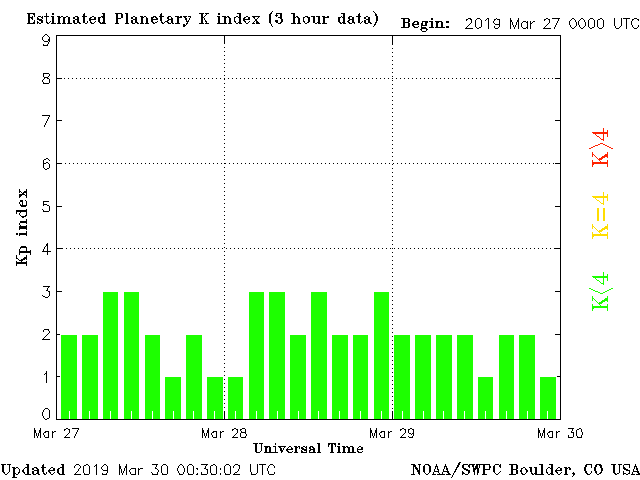 Estimated Planetary K index (3 hour data) Begin: 2019 Mar 27 0000 UTC
9
8
7
6
5
4
3
2
1
0
Kp index
K>4
K=4
K<4
Mar 27 Mar 28 Mar 29 Mar 30
Universal Time
Updated 2019 Mar 30 00:30:02 UTC NOAA/SWPC Boulder, CO USA